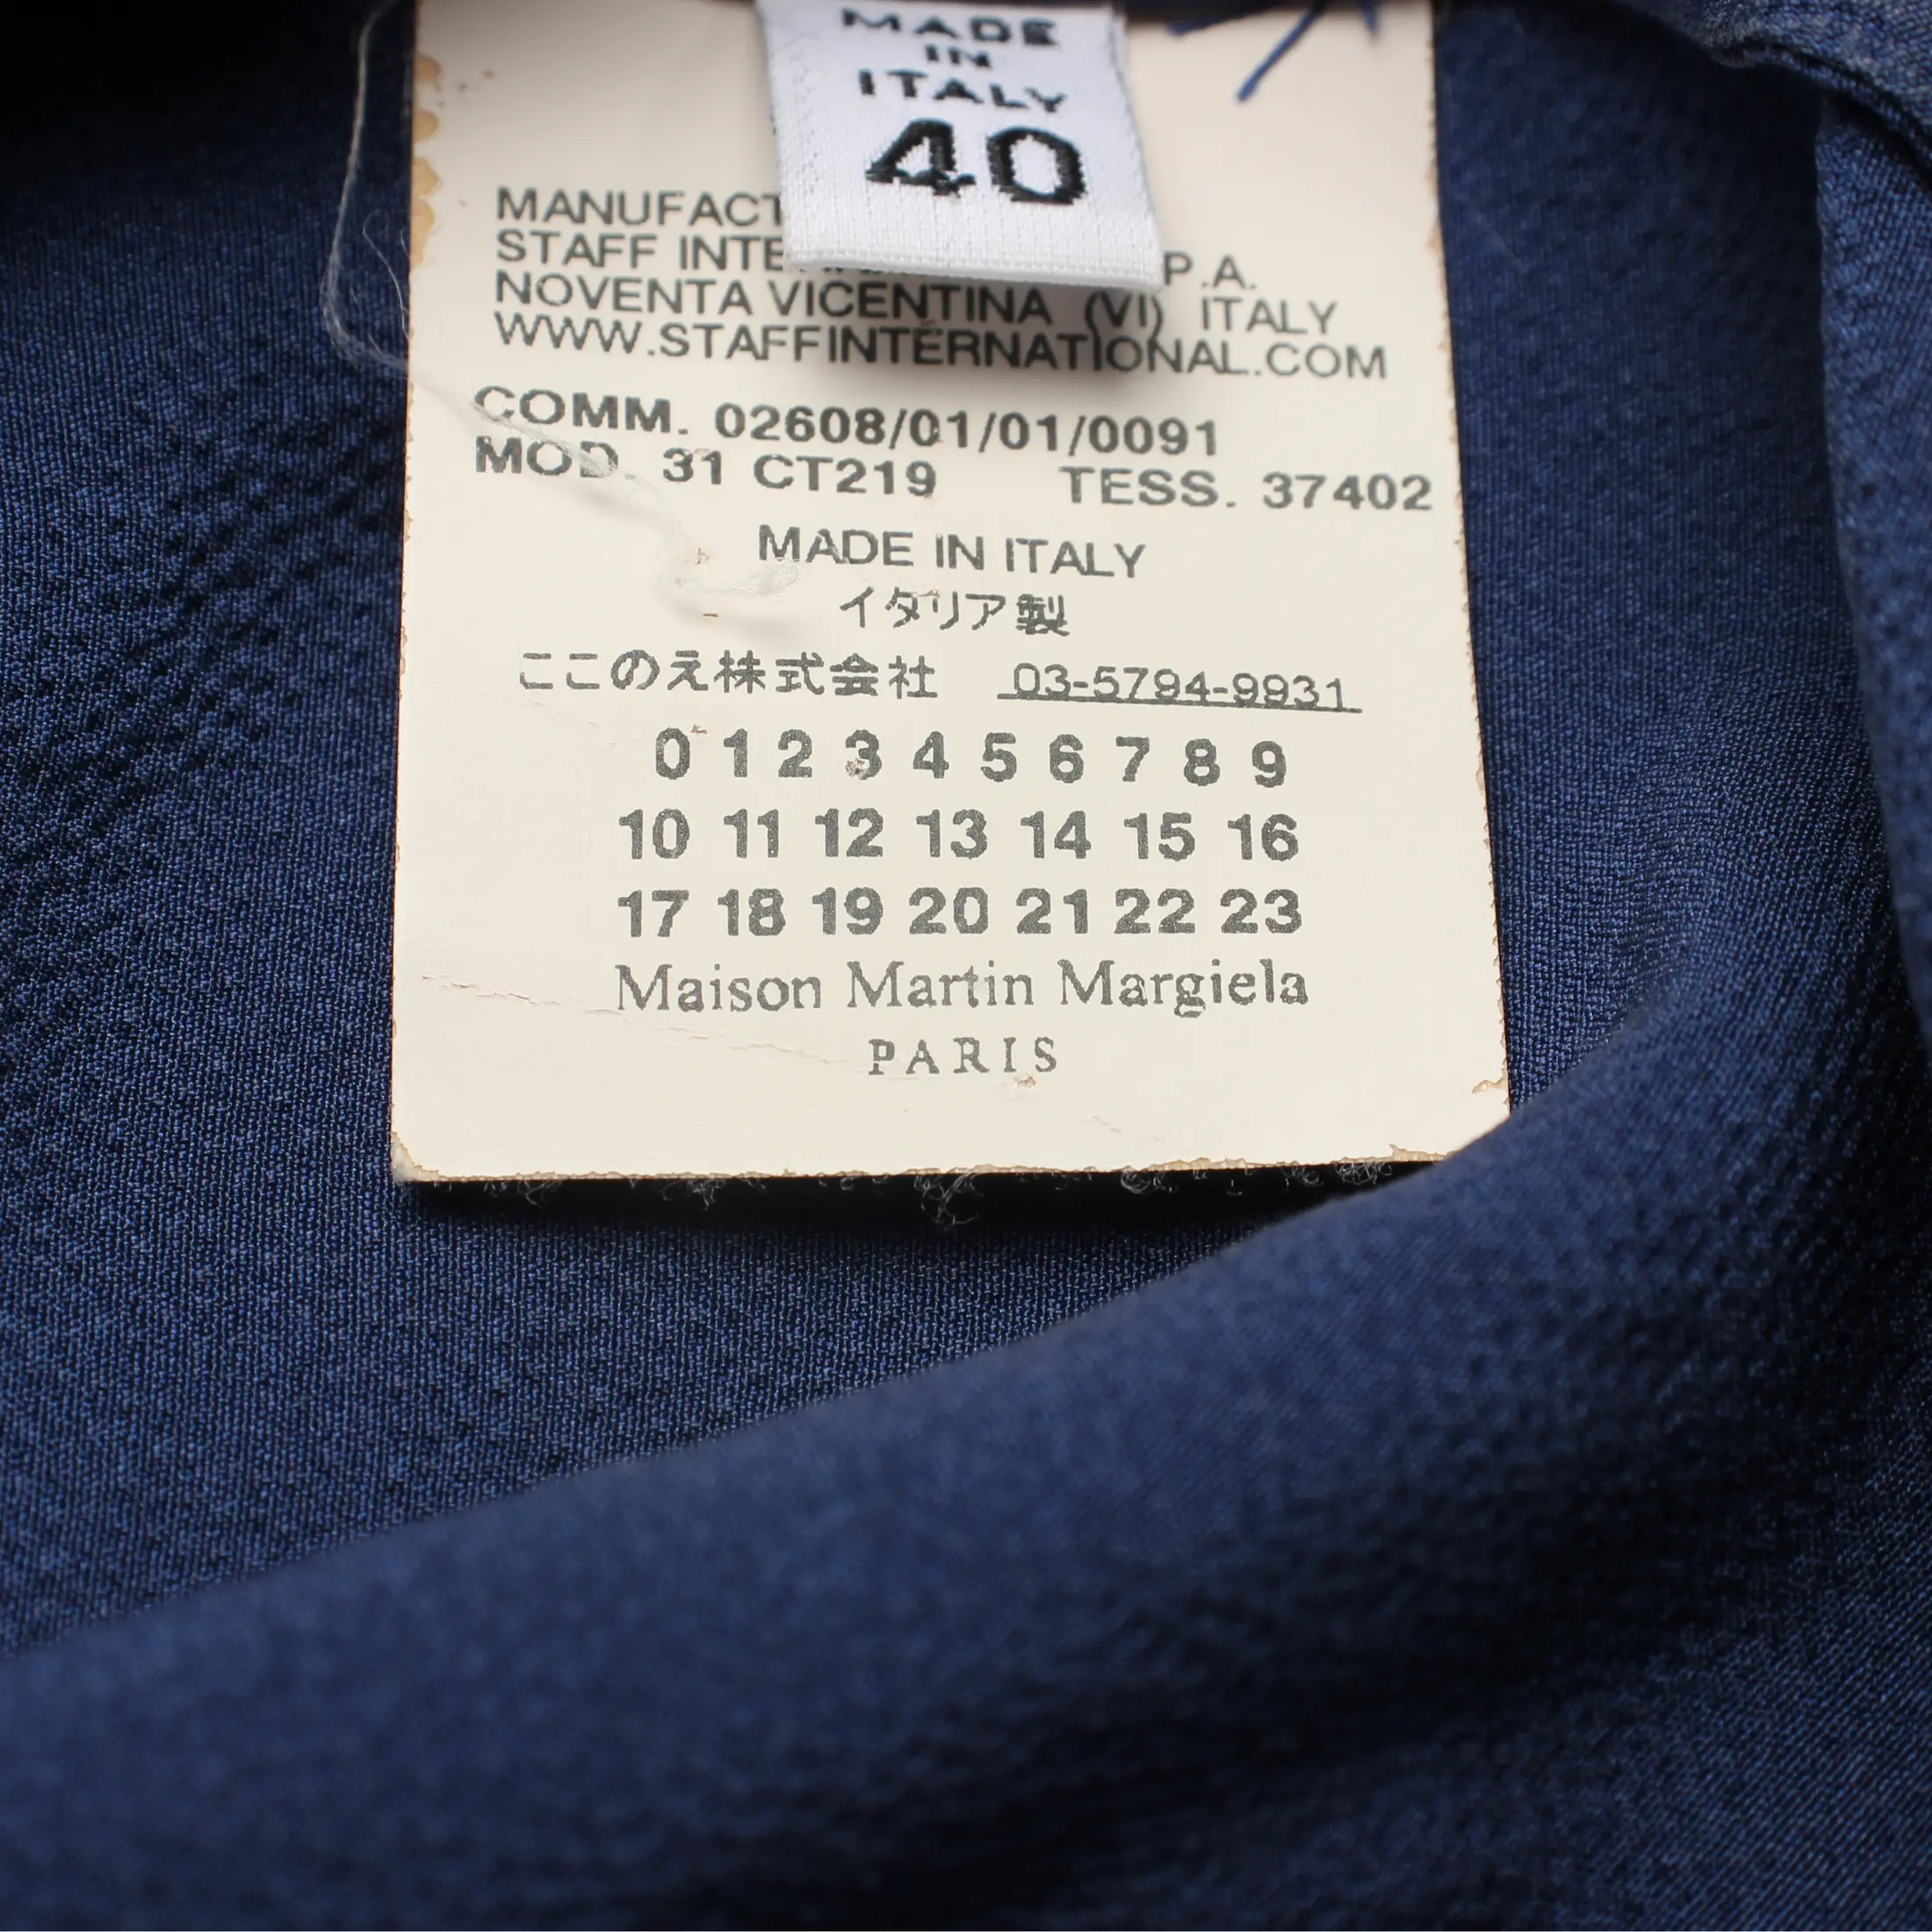 MADE
IN
ITALY
40
MANUFACT
STAFF INTE P.A.
NOVENTA VICENTINA (VI) ITALY
WWW.STAFFINTERNATIONAL.COM
COMM. 02608/01/01/0091
MOD. 31 CT219 TESS. 37402
MADE IN ITALY
イタリア製
ここのえ株式会社 03-5794-9931
0 1 2 3 4 5 6 7 8 9
10 11 12 13 14 15 16
17 18 19 20 21 22 23
Maison Martin Margiela
PARIS